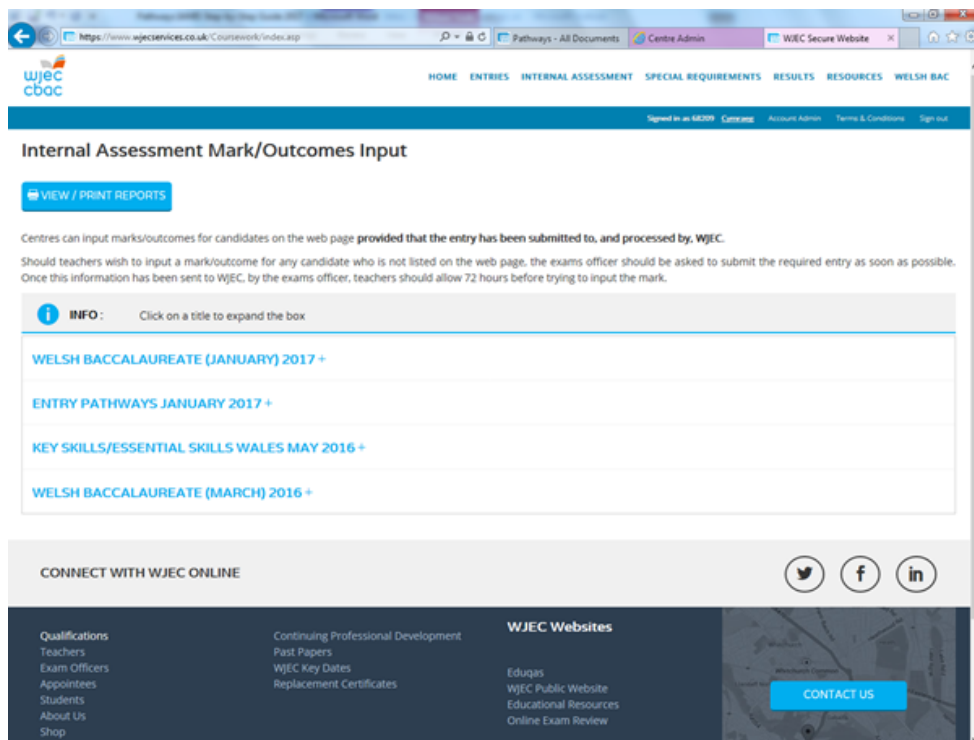 https://www.wjecservices.co.uk/Coursework/index.asp
Pathways - All Documents
Centre Admin
WJEC Secure Website
wjec
cbac
HOME ENTRIES INTERNAL ASSESSMENT SPECIAL REQUIREMENTS RESULTS RESOURCES WELSH BAC
Signed in as 68209 Cymraeg Account Admin Terms & Conditions Sign out
Internal Assessment Mark/Outcomes Input
VIEW / PRINT REPORTS
Centres can input marks/outcomes for candidates on the web page provided that the entry has been submitted to, and processed by, WJEC.
Should teachers wish to input a mark/outcome for any candidate who is not listed on the web page, the exams officer should be asked to submit the required entry as soon as possible.
Once this information has been sent to WJEC, by the exams officer, teachers should allow 72 hours before trying to input the mark.
INFO : Click on a title to expand the box
WELSH BACCALAUREATE (JANUARY) 2017 +
ENTRY PATHWAYS JANUARY 2017 +
KEY SKILLS/ESSENTIAL SKILLS WALES MAY 2016 +
WELSH BACCALAUREATE (MARCH) 2016 +
CONNECT WITH WJEC ONLINE
Qualifications
Teachers
Exam Officers
Appointees
Students
About Us
Shop
Continuing Professional Development
Past Papers
WJEC Key Dates
Replacement Certificates
WJEC Websites
Eduqas
WJEC Public Website
Educational Resources
Online Exam Review
CONTACT US